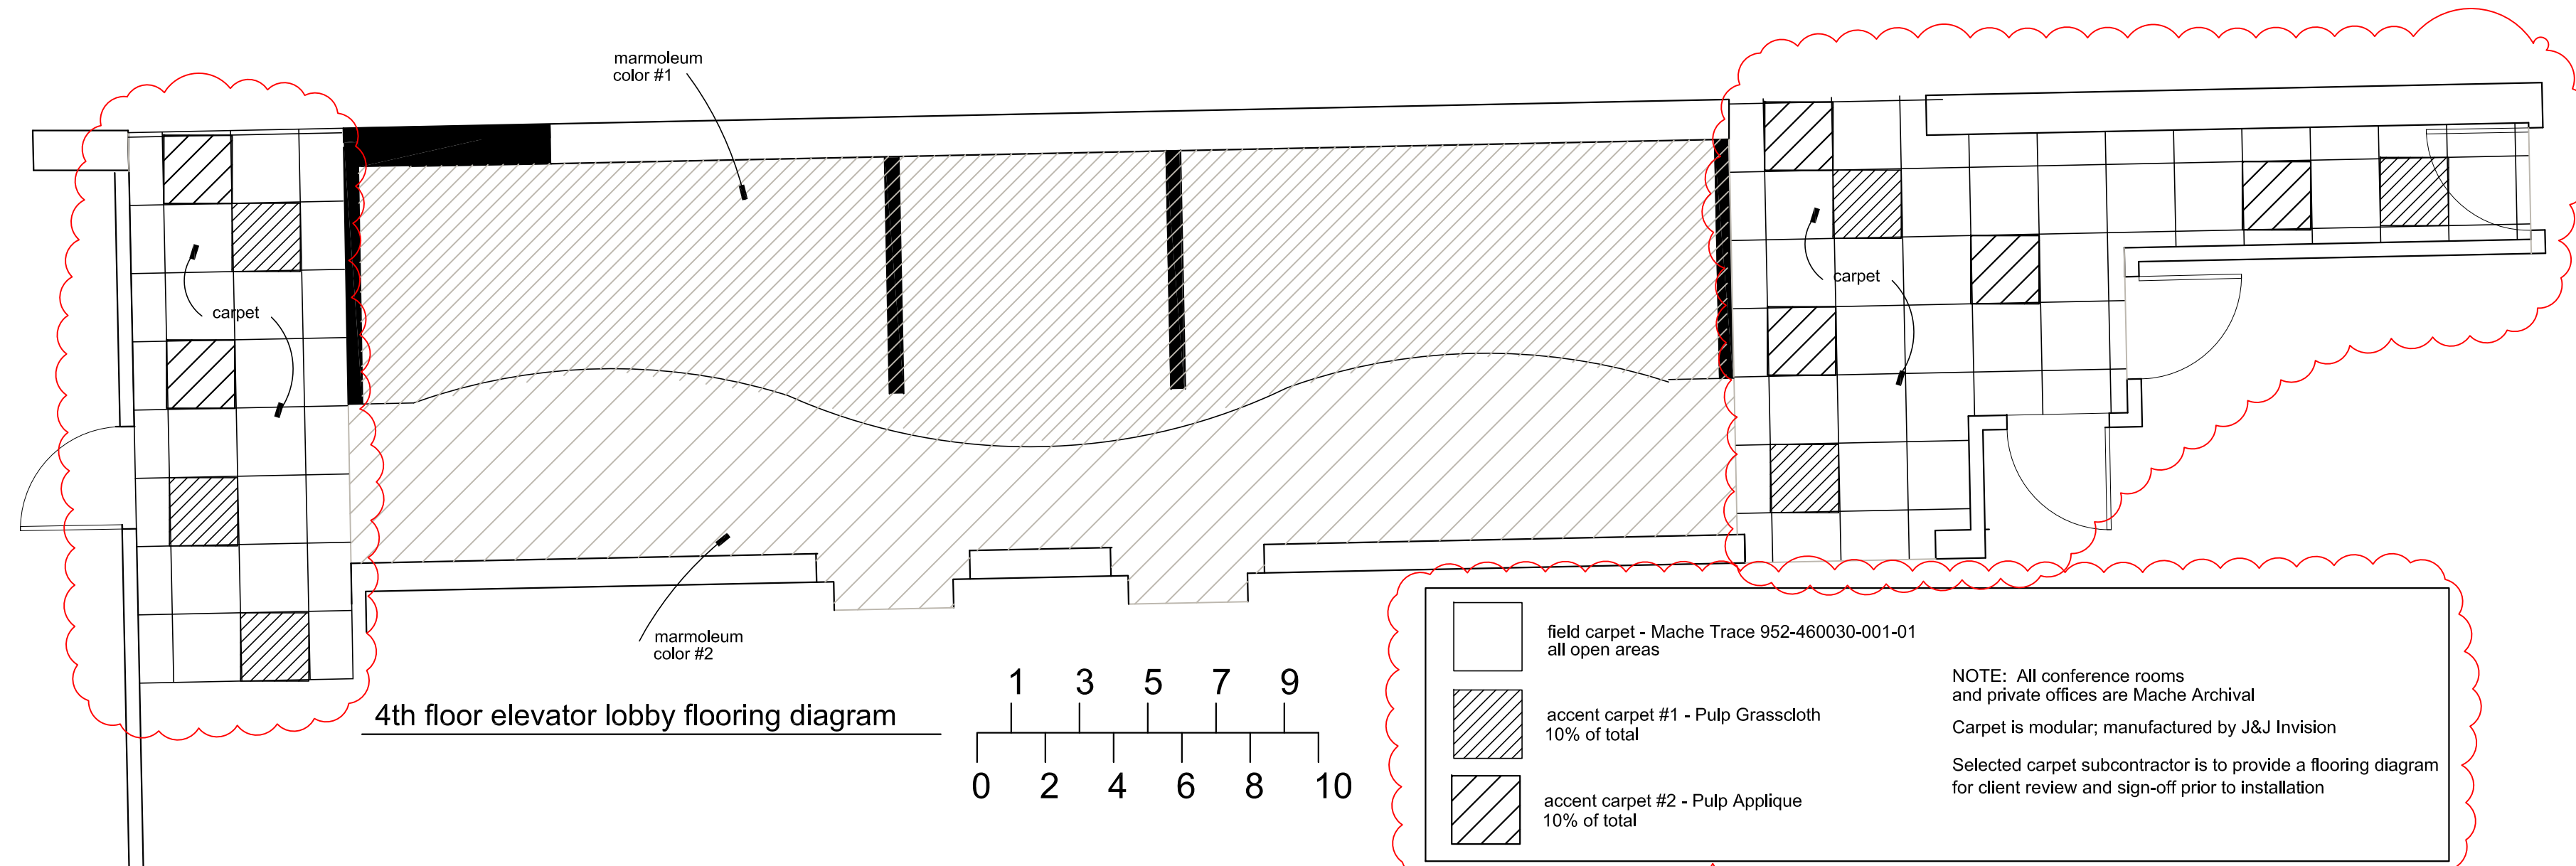 marmoleum
color #1
carpet
carpet
marmoleum
color #2
4th floor elevator lobby flooring diagram
1 3 5 7 9
0 2 4 6 8 10
field carpet - Mache Trace 952-460030-001-01
all open areas
accent carpet #1 - Pulp Grasscloth
10% of total
accent carpet #2 - Pulp Applique
10% of total
NOTE: All conference rooms
and private offices are Mache Archival
Carpet is modular; manufactured by J&J Invision
Selected carpet subcontractor is to provide a flooring diagram
for client review and sign-off prior to installation